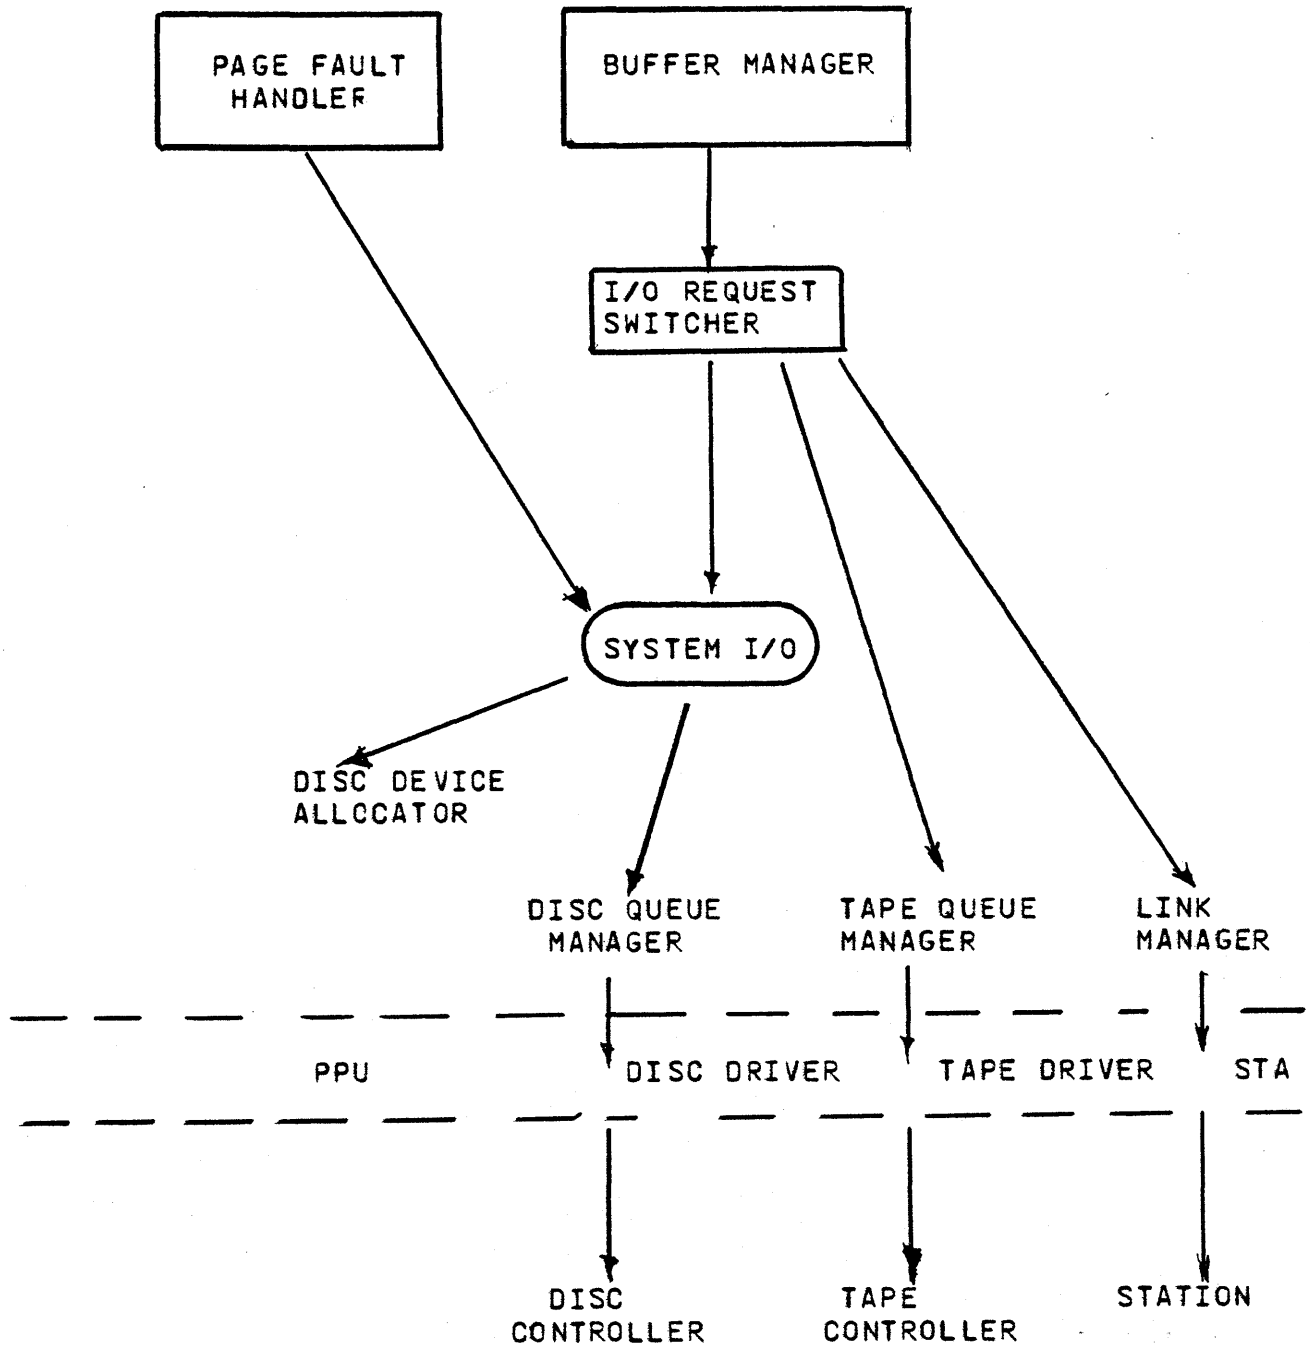 PAGE FAULT
HANDLER
BUFFER MANAGER
I/O REQUEST
SWITCHER
SYSTEM I/O
DISC DEVICE
ALLOCATOR
DISC QUEUE
MANAGER
TAPE QUEUE
MANAGER
LINK
MANAGER
PPU
DISC DRIVER
TAPE DRIVER
STA
DISC
CONTROLLER
TAPE
CONTROLLER
STATION